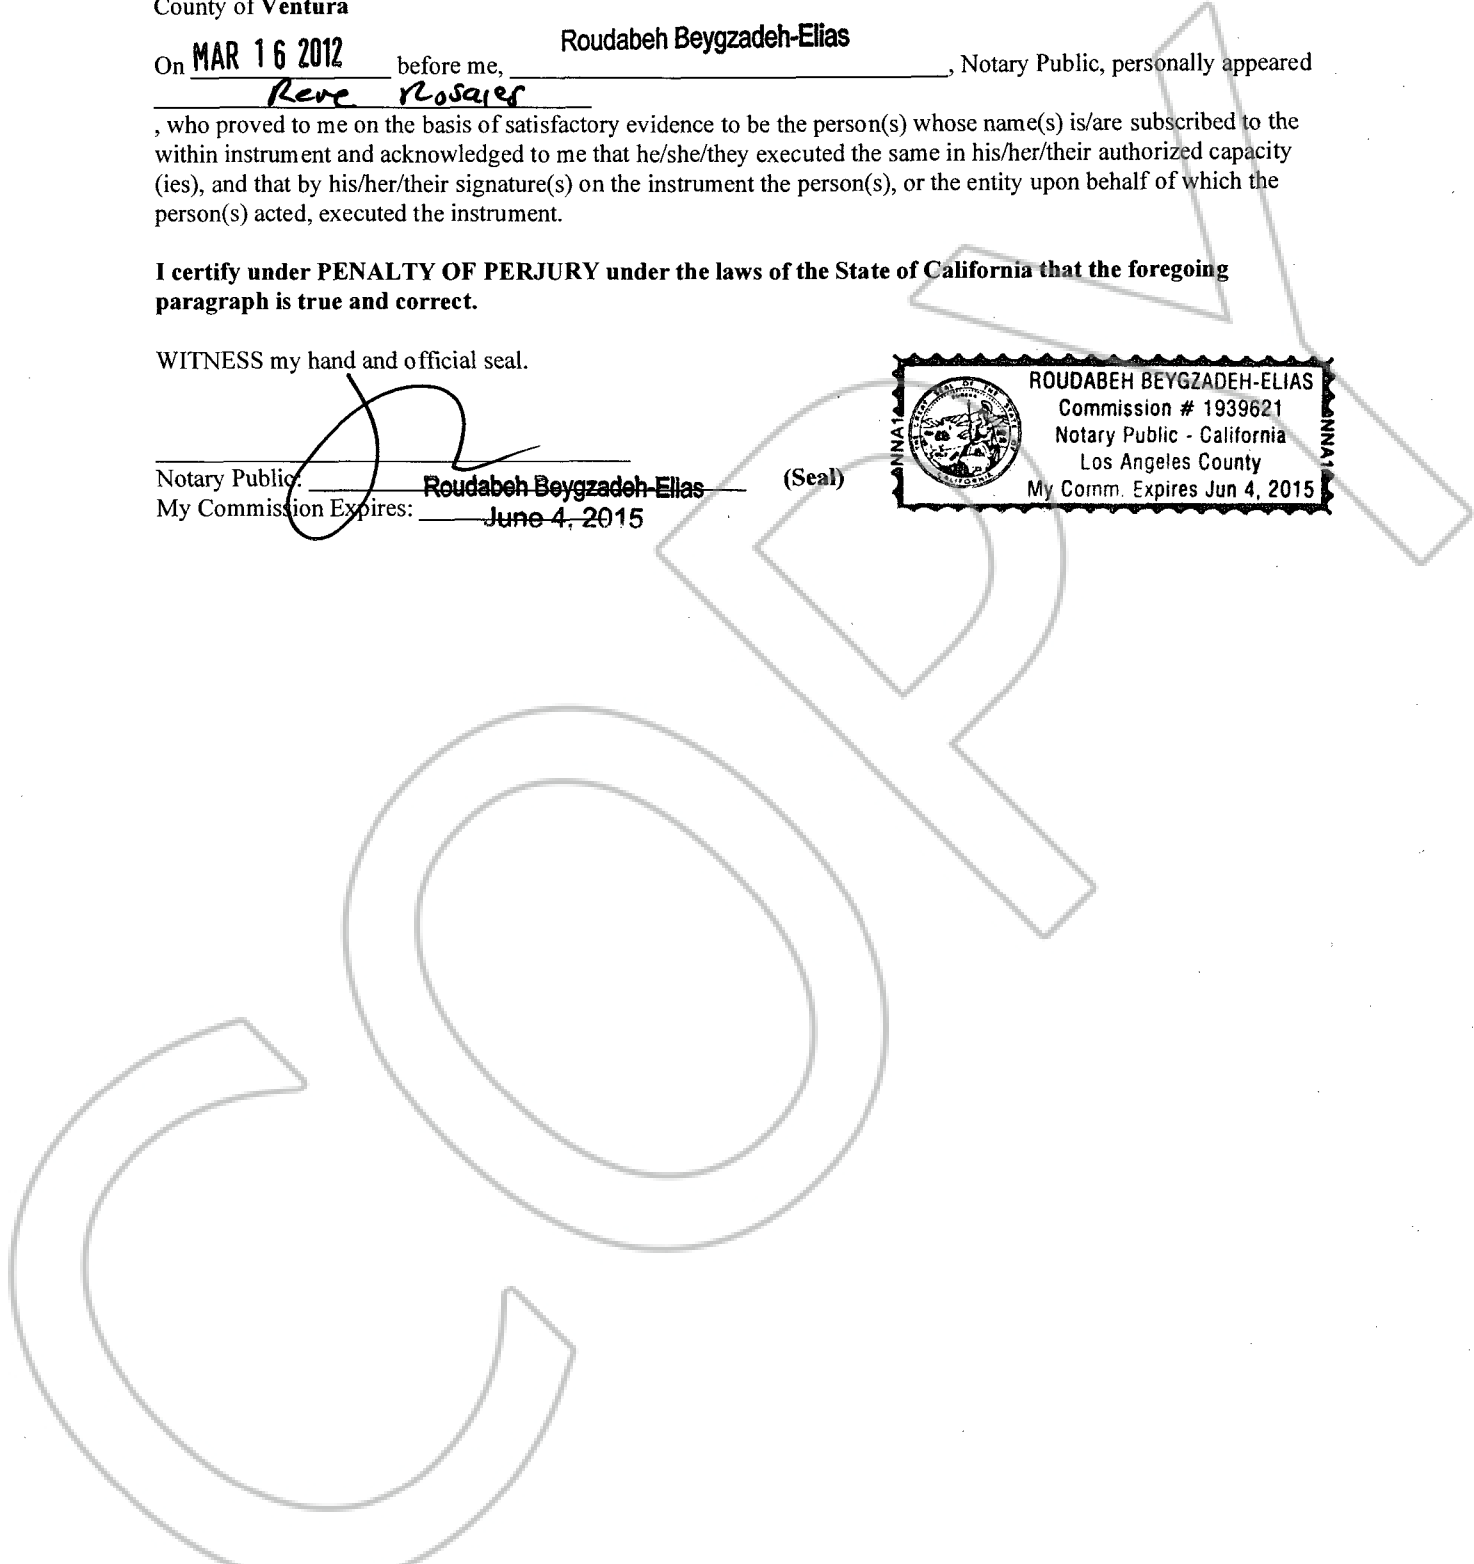 County of Ventura
On MAR 16 2012 before me, Roudabeh Beygzadeh-Elias, Notary Public, personally appeared
Rene Rosales
, who proved to me on the basis of satisfactory evidence to be the person(s) whose name(s) is/are subscribed to the
within instrument and acknowledged to me that he/she/they executed the same in his/her/their authorized capacity
(ies), and that by his/her/their signature(s) on the instrument the person(s), or the entity upon behalf of which the
person(s) acted, executed the instrument.
I certify under PENALTY OF PERJURY under the laws of the State of California that the foregoing
paragraph is true and correct.
WITNESS my hand and official seal.
Notary Public: Roudabeh Beygzadeh-Elias (Seal)
My Commission Expires: June 4, 2015
NNA1
ROUDABEH BEYGZADEH-ELIAS
Commission # 1939621
Notary Public - California
Los Angeles County
My Comm. Expires Jun 4, 2015
NNA1
COPY